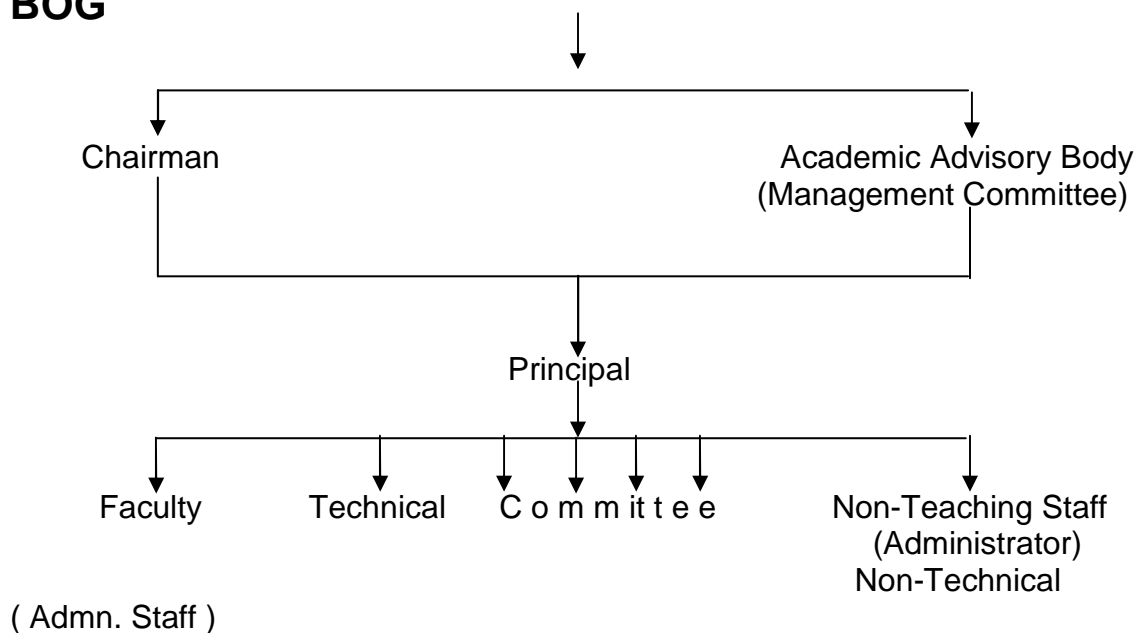 BOG
Chairman
Academic Advisory Body
(Management Committee)
Principal
Faculty
Technical
C o m m it t e e
Non-Teaching Staff
(Administrator)
Non-Technical
( Admn. Staff )